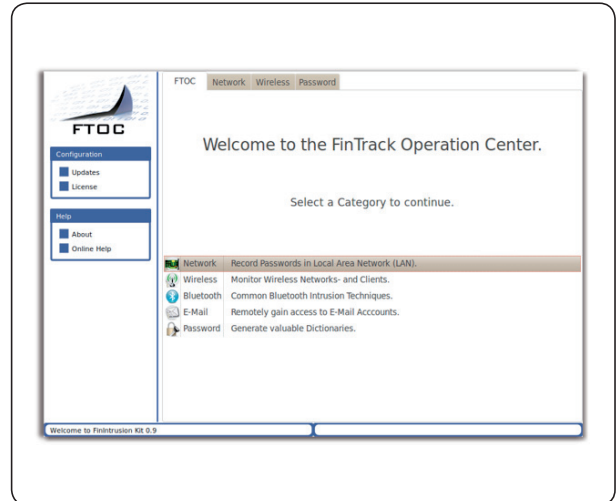 FTOC
Network
Wireless
Password
FTOC
Welcome to the FinTrack Operation Center.
Configuration
Updates
License
Select a Category to continue.
Help
About
Online Help
Network Record Passwords in Local Area Network (LAN).
Wireless Monitor Wireless Networks- and Clients.
Bluetooth Common Bluetooth Intrusion Techniques.
E-Mail Remotely gain access to E-Mail Acccounts.
Password Generate valuable Dictionaries.
Welcome to FinIntrusion Kit 0.9